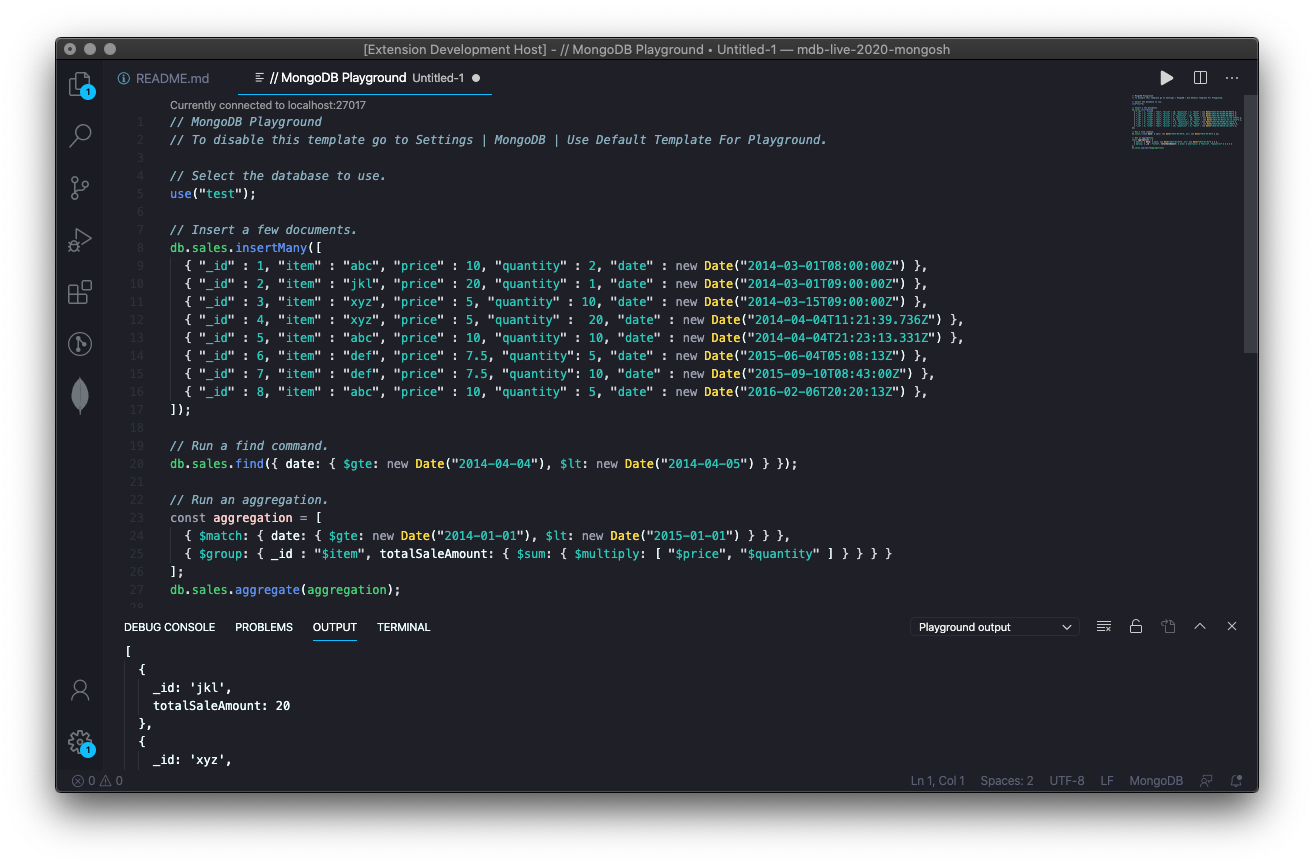 [Extension Development Host] - // MongoDB Playground • Untitled-1 — mdb-live-2020-mongosh
1
README.md
// MongoDB Playground Untitled-1
Currently connected to localhost:27017
1 // MongoDB Playground
2 // To disable this template go to Settings | MongoDB | Use Default Template For Playground.
3
4 // Select the database to use.
5 use("test");
6
7 // Insert a few documents.
8 db.sales.insertMany([
9 { "_id" : 1, "item" : "abc", "price" : 10, "quantity" : 2, "date" : new Date("2014-03-01T08:00:00Z") },
10 { "_id" : 2, "item" : "jkl", "price" : 20, "quantity" : 1, "date" : new Date("2014-03-01T09:00:00Z") },
11 { "_id" : 3, "item" : "xyz", "price" : 5, "quantity" : 10, "date" : new Date("2014-03-15T09:00:00Z") },
12 { "_id" : 4, "item" : "xyz", "price" : 5, "quantity" :  20, "date" : new Date("2014-04-04T11:21:39.736Z") },
13 { "_id" : 5, "item" : "abc", "price" : 10, "quantity" : 10, "date" : new Date("2014-04-04T21:23:13.331Z") },
14 { "_id" : 6, "item" : "def", "price" : 7.5, "quantity": 5, "date" : new Date("2015-06-04T05:08:13Z") },
15 { "_id" : 7, "item" : "def", "price" : 7.5, "quantity": 10, "date" : new Date("2015-09-10T08:43:00Z") },
16 { "_id" : 8, "item" : "abc", "price" : 10, "quantity" : 5, "date" : new Date("2016-02-06T20:20:13Z") },
17 ]);
18
19 // Run a find command.
20 db.sales.find({ date: { $gte: new Date("2014-04-04"), $lt: new Date("2014-04-05") } });
21
22 // Run an aggregation.
23 const aggregation = [
24 { $match: { date: { $gte: new Date("2014-01-01"), $lt: new Date("2015-01-01") } } },
25 { $group: { _id : "$item", totalSaleAmount: { $sum: { $multiply: [ "$price", "$quantity" ] } } } }
26 ];
27 db.sales.aggregate(aggregation);
28
DEBUG CONSOLE PROBLEMS OUTPUT TERMINAL Playground output
[
{
_id: 'jkl',
totalSaleAmount: 20
},
{
_id: 'xyz',
1
0 0 Ln 1, Col 1 Spaces: 2 UTF-8 LF MongoDB